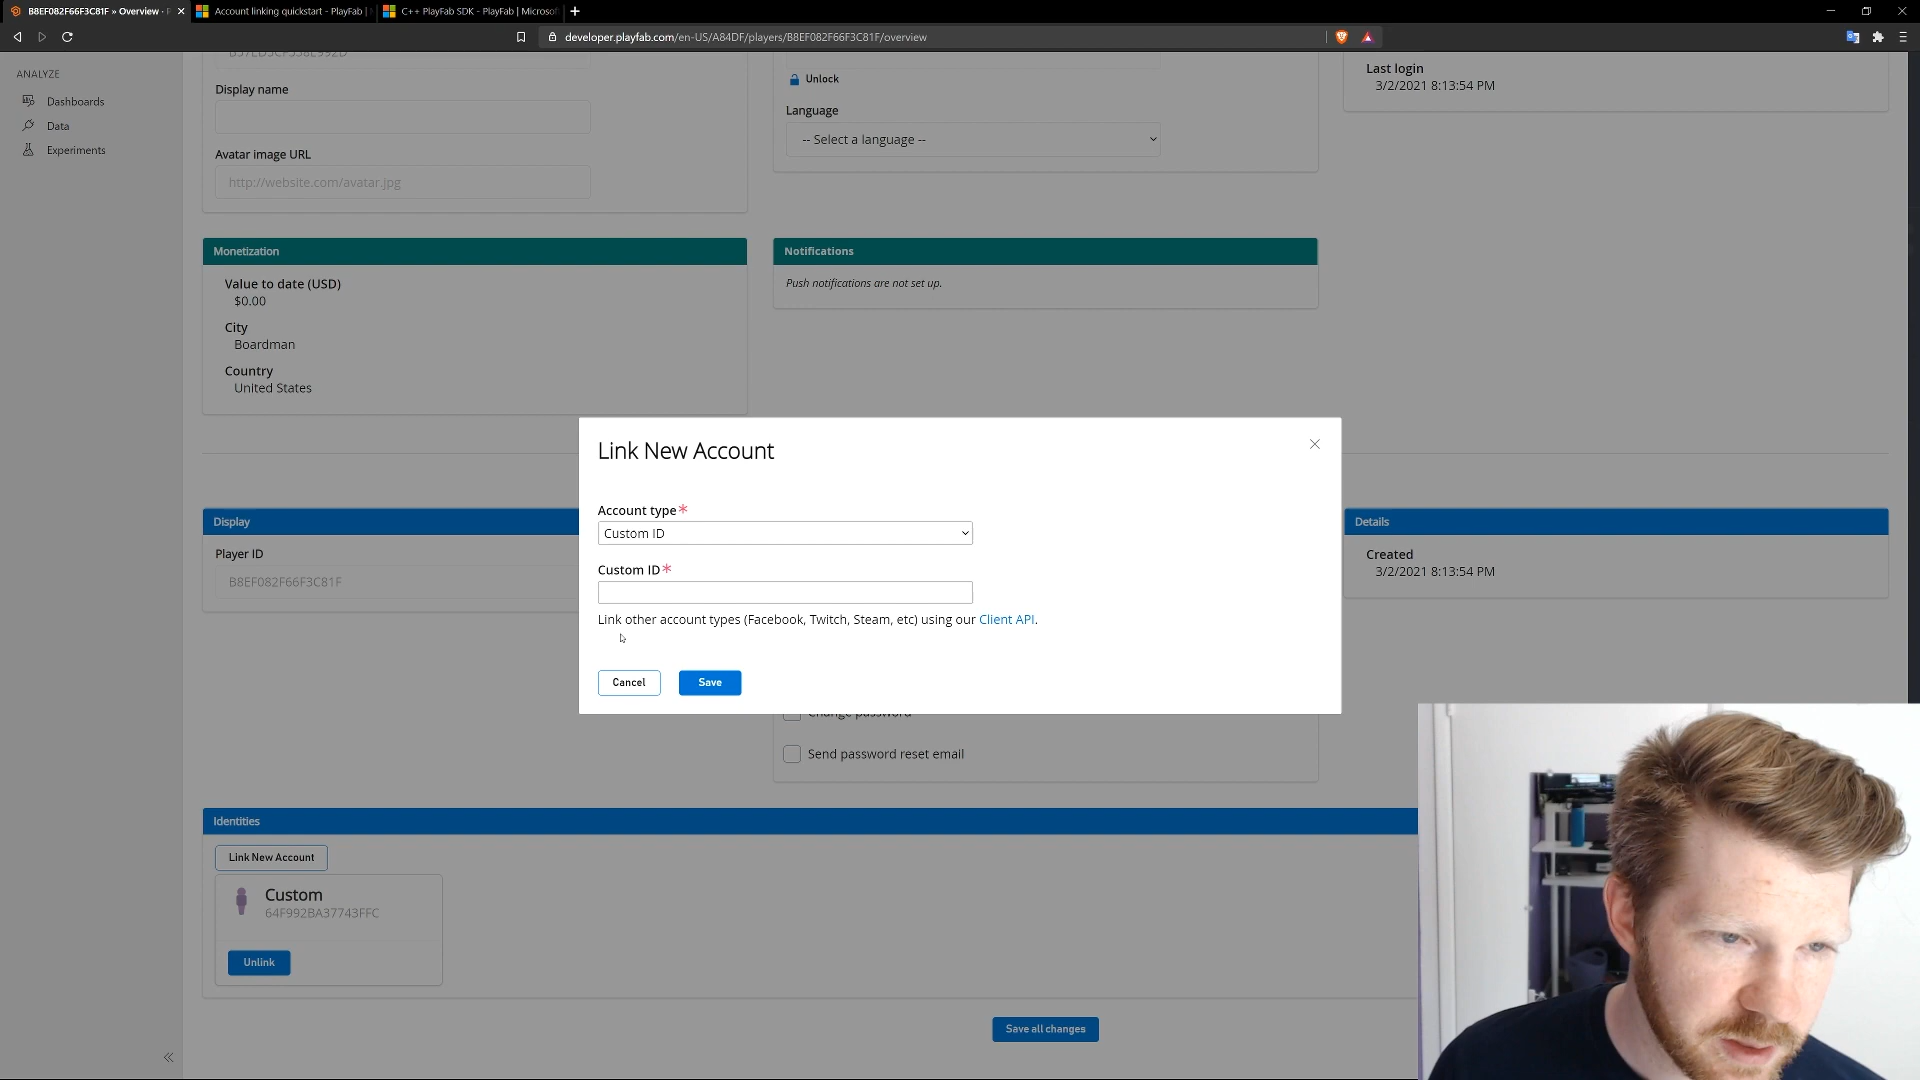 B8EF082F66F3C81F » Overview ·
Account linking quickstart - PlayFab |
C++ PlayFab SDK - PlayFab | Microsof
developer.playfab.com/en-US/A84DF/players/B8EF082F66F3C81F/overview
ANALYZE
Dashboards
Data
Experiments
Display name
Avatar image URL
http://website.com/avatar.jpg
Unlock
Language
-- Select a language --
Last login
3/2/2021 8:13:54 PM
Monetization
Value to date (USD)
$0.00
City
Boardman
Country
United States
Notifications
Push notifications are not set up.
Link New Account
Account type*
Custom ID
Custom ID*
Link other account types (Facebook, Twitch, Steam, etc) using our Client API.
Cancel
Save
Display
Player ID
B8EF082F66F3C81F
Details
Created
3/2/2021 8:13:54 PM
Change password
Send password reset email
Identities
Link New Account
Custom
64F992BA37743FFC
Unlink
Save all changes